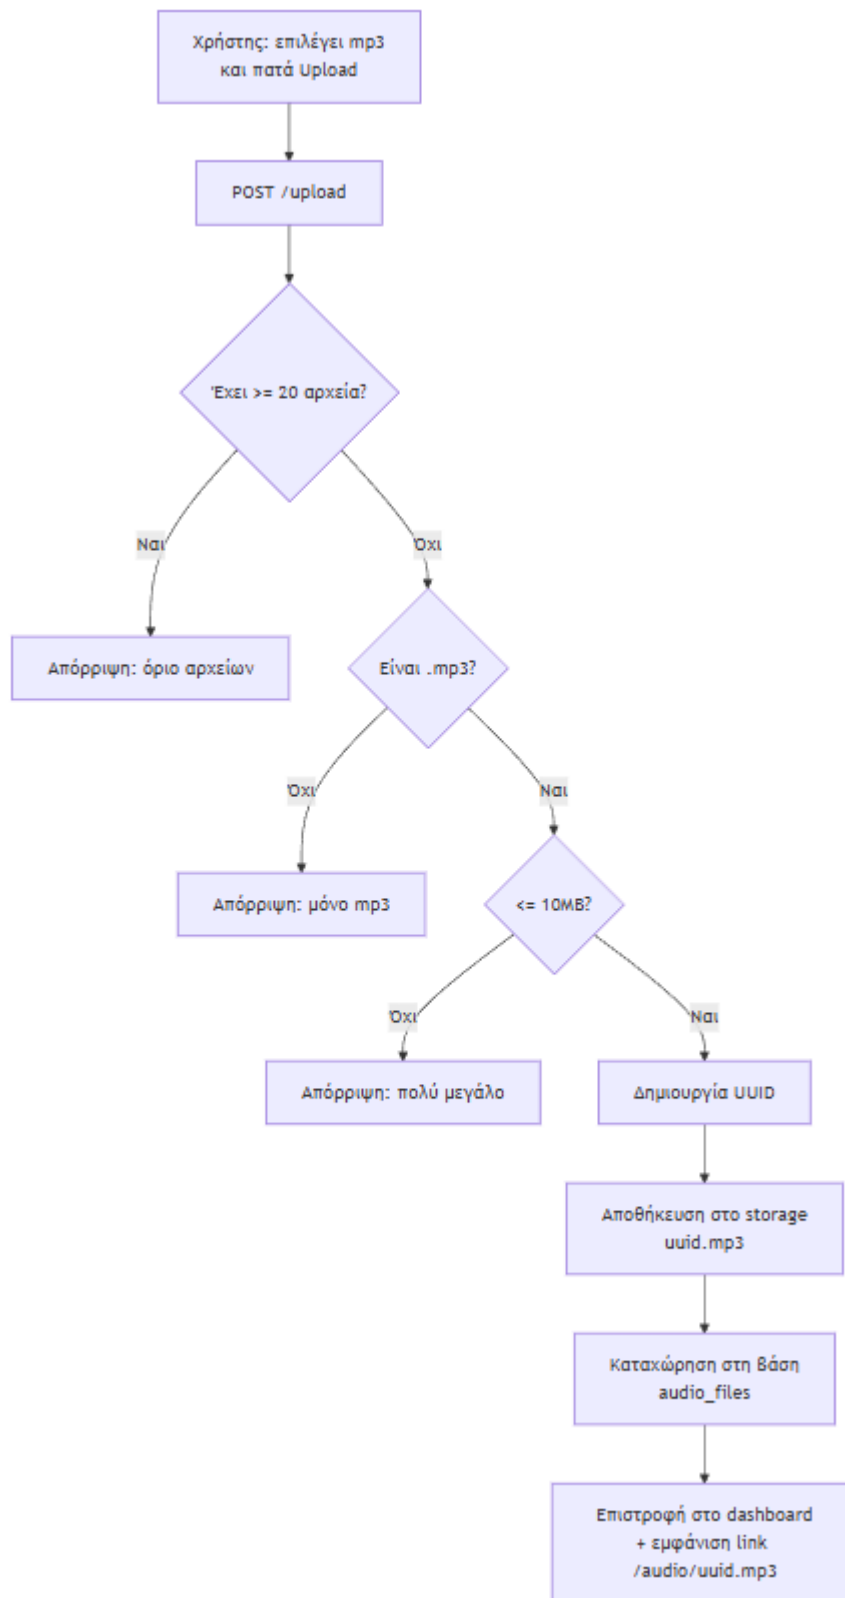 Χρήστης: επιλέγει mp3
και πατά Upload
POST /upload
Έχει >= 20 αρχεία?
Ναι
Όχι
Απόρριψη: όριο αρχείων
Είναι .mp3?
Όχι
Ναι
Απόρριψη: μόνο mp3
<= 10MB?
Όχι
Ναι
Απόρριψη: πολύ μεγάλο
Δημιουργία UUID
Αποθήκευση στο storage
uuid.mp3
Καταχώρηση στη βάση
audio_files
Επιστροφή στο dashboard
+ εμφάνιση link
/audio/uuid.mp3